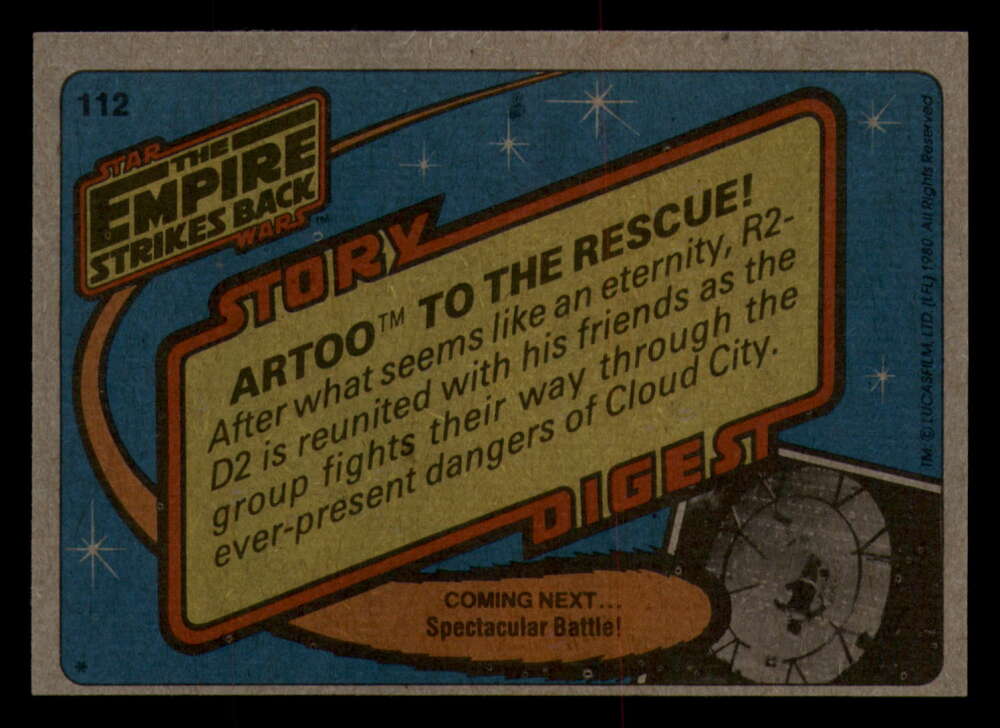 112
STAR
THE
EMPIRE
STRIKES BACK
WARS™
STORY
ARTOO™ TO THE RESCUE!
After what seems like an eternity, R2-
D2 is reunited with his friends as the
group fights their way through the
ever-present dangers of Cloud City.
DIGEST
COMING NEXT...
Spectacular Battle!
*
TM: © LUCASFILM, LTD. (LFL) 1980. All Rights Reserved